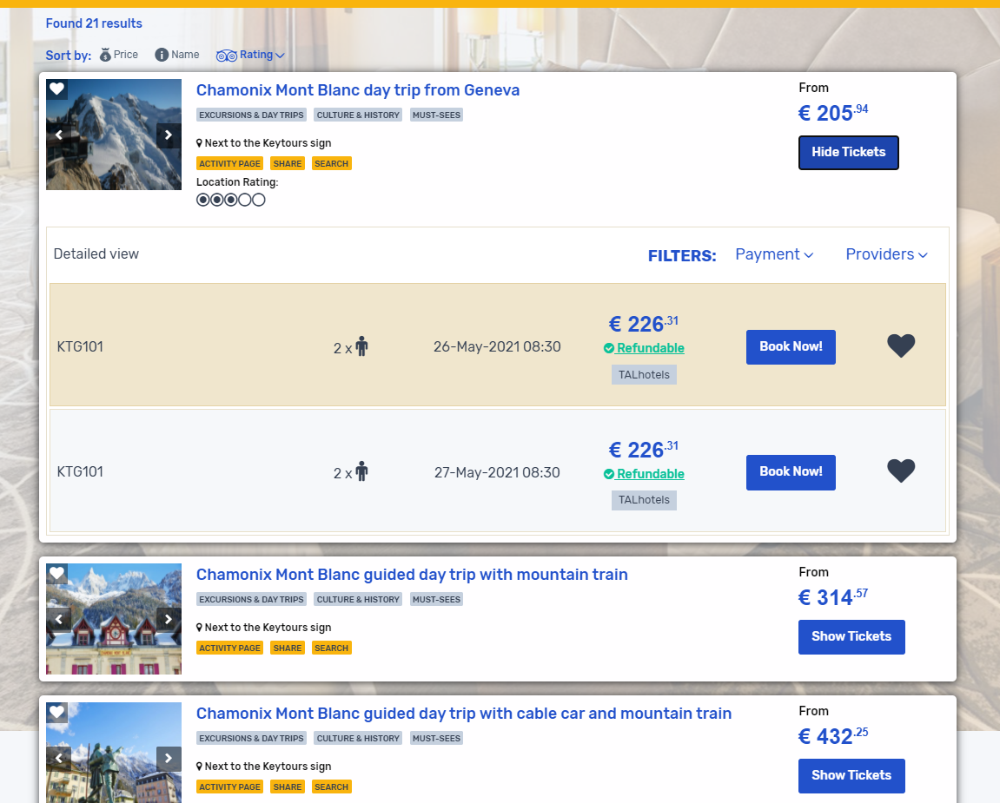 Found 21 results
Sort by: Price Name Rating
Chamonix Mont Blanc day trip from Geneva
EXCURSIONS & DAY TRIPS CULTURE & HISTORY MUST-SEES
Next to the Keytours sign
ACTIVITY PAGE SHARE SEARCH
Location Rating:
From
€ 205.94
Hide Tickets
Detailed view
FILTERS: Payment Providers
KTG101 2 x 26-May-2021 08:30 € 226.31 Book Now!
Refundable
TALhotels
KTG101 2 x 27-May-2021 08:30 € 226.31 Book Now!
Refundable
TALhotels
Chamonix Mont Blanc guided day trip with mountain train
EXCURSIONS & DAY TRIPS CULTURE & HISTORY MUST-SEES
Next to the Keytours sign
ACTIVITY PAGE SHARE SEARCH
From
€ 314.57
Show Tickets
Chamonix Mont Blanc guided day trip with cable car and mountain train
EXCURSIONS & DAY TRIPS CULTURE & HISTORY MUST-SEES
Next to the Keytours sign
ACTIVITY PAGE SHARE SEARCH
From
€ 432.25
Show Tickets